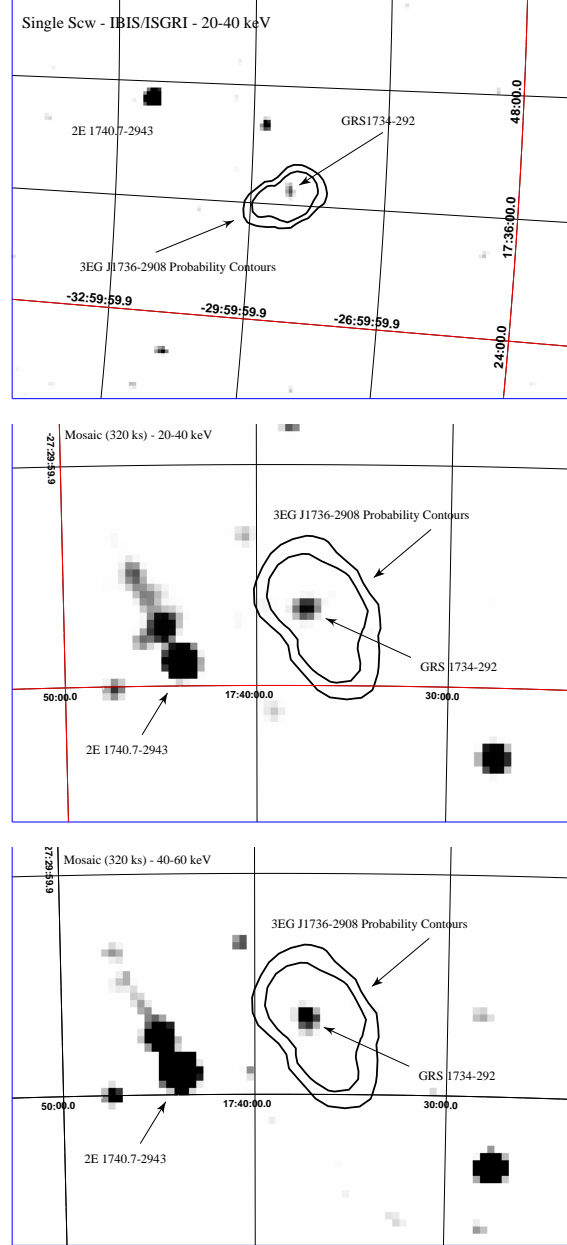 Single Scw - IBIS/ISGRI - 20-40 keV
48:00.0
GRS1734-292
2E 1740.7-2943
17:36:00.0
3EG J1736-2908 Probability Contours
-32:59:59.9
-29:59:59.9
-26:59:59.9
24:00.0
Mosaic (320 ks) - 20-40 keV
-27:29:59.9
3EG J1736-2908 Probability Contours
GRS 1734-292
50:00.0
17:40:00.0
30:00.0
2E 1740.7-2943
Mosaic (320 ks) - 40-60 keV
27:29:59.9
3EG J1736-2908 Probability Contours
GRS 1734-292
50:00.0
17:40:00.0
30:00.0
2E 1740.7-2943